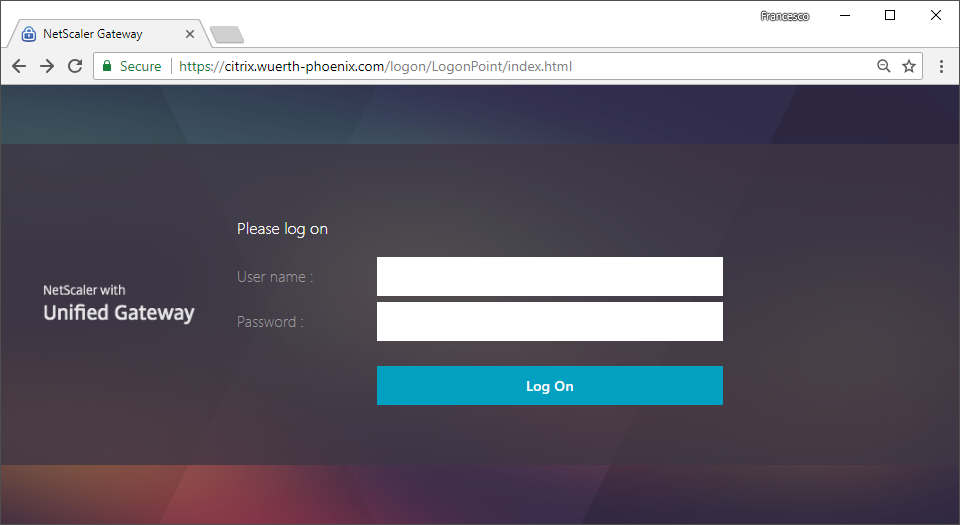 Francesco
NetScaler Gateway
Secure
https://citrix.wuerth-phoenix.com/logon/LogonPoint/index.html
Please log on
User name :
NetScaler with
Unified Gateway
Password :
Log On